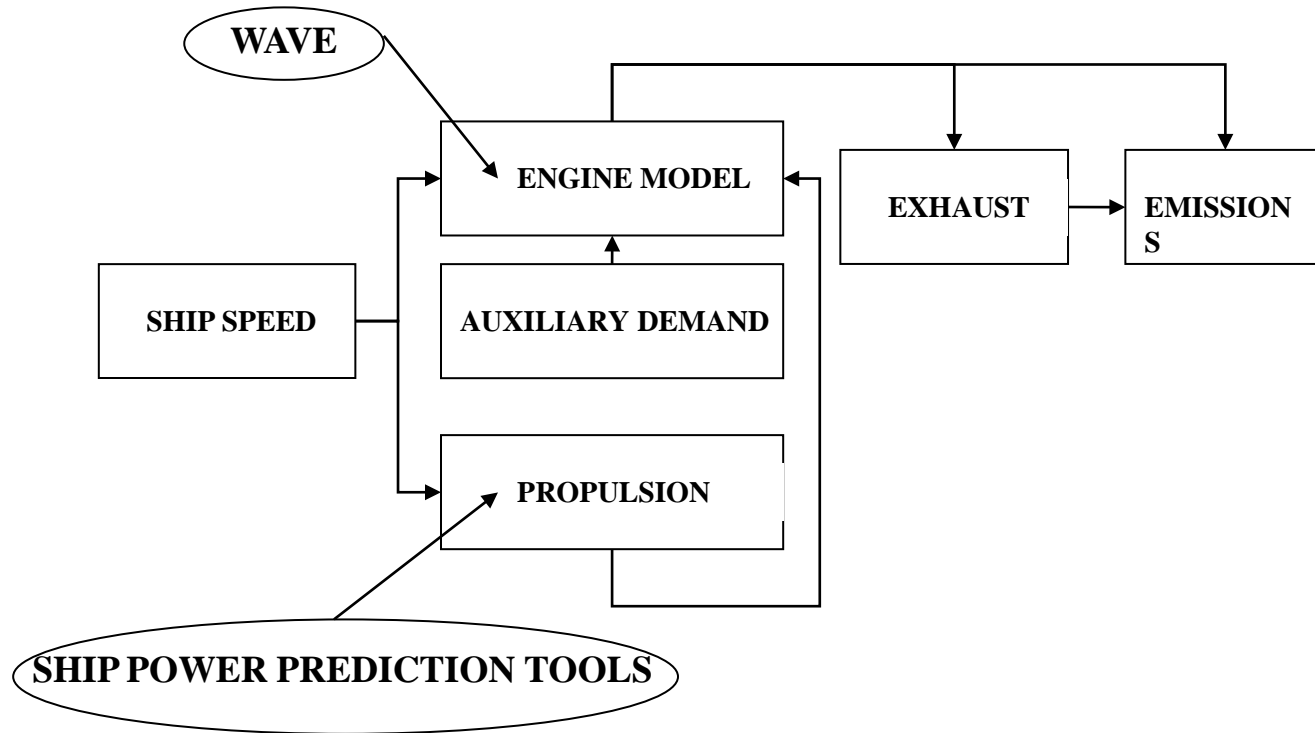 WAVE
ENGINE MODEL
EXHAUST
EMISSION
S
SHIP SPEED
AUXILIARY DEMAND
PROPULSION
SHIP POWER PREDICTION TOOLS